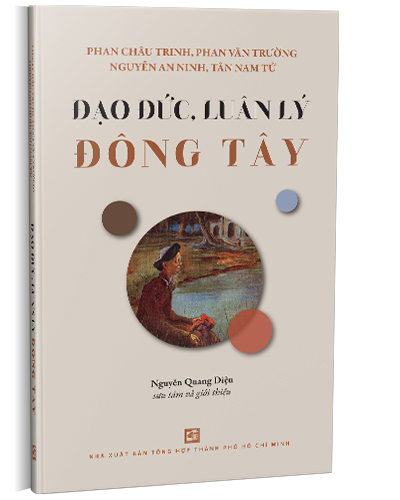 PHAN CHÂU TRINH, PHAN VĂN TRƯỜNG
NGUYỄN AN NINH, TÂN NAM TỬ
ĐẠO ĐỨC, LUÂN LÝ
ĐÔNG TÂY
Nguyễn Quang Diệu
sưu tầm và giới thiệu
NHÀ XUẤT BẢN TỔNG HỢP THÀNH PHỐ HỒ CHÍ MINH
ĐẠO ĐỨC, LUÂN LÝ ĐÔNG TÂY